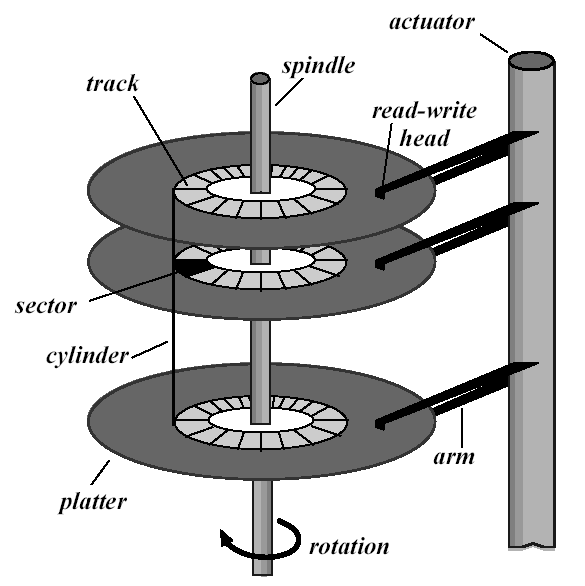 actuator
spindle
track
read-write
head
sector
cylinder
arm
platter
rotation